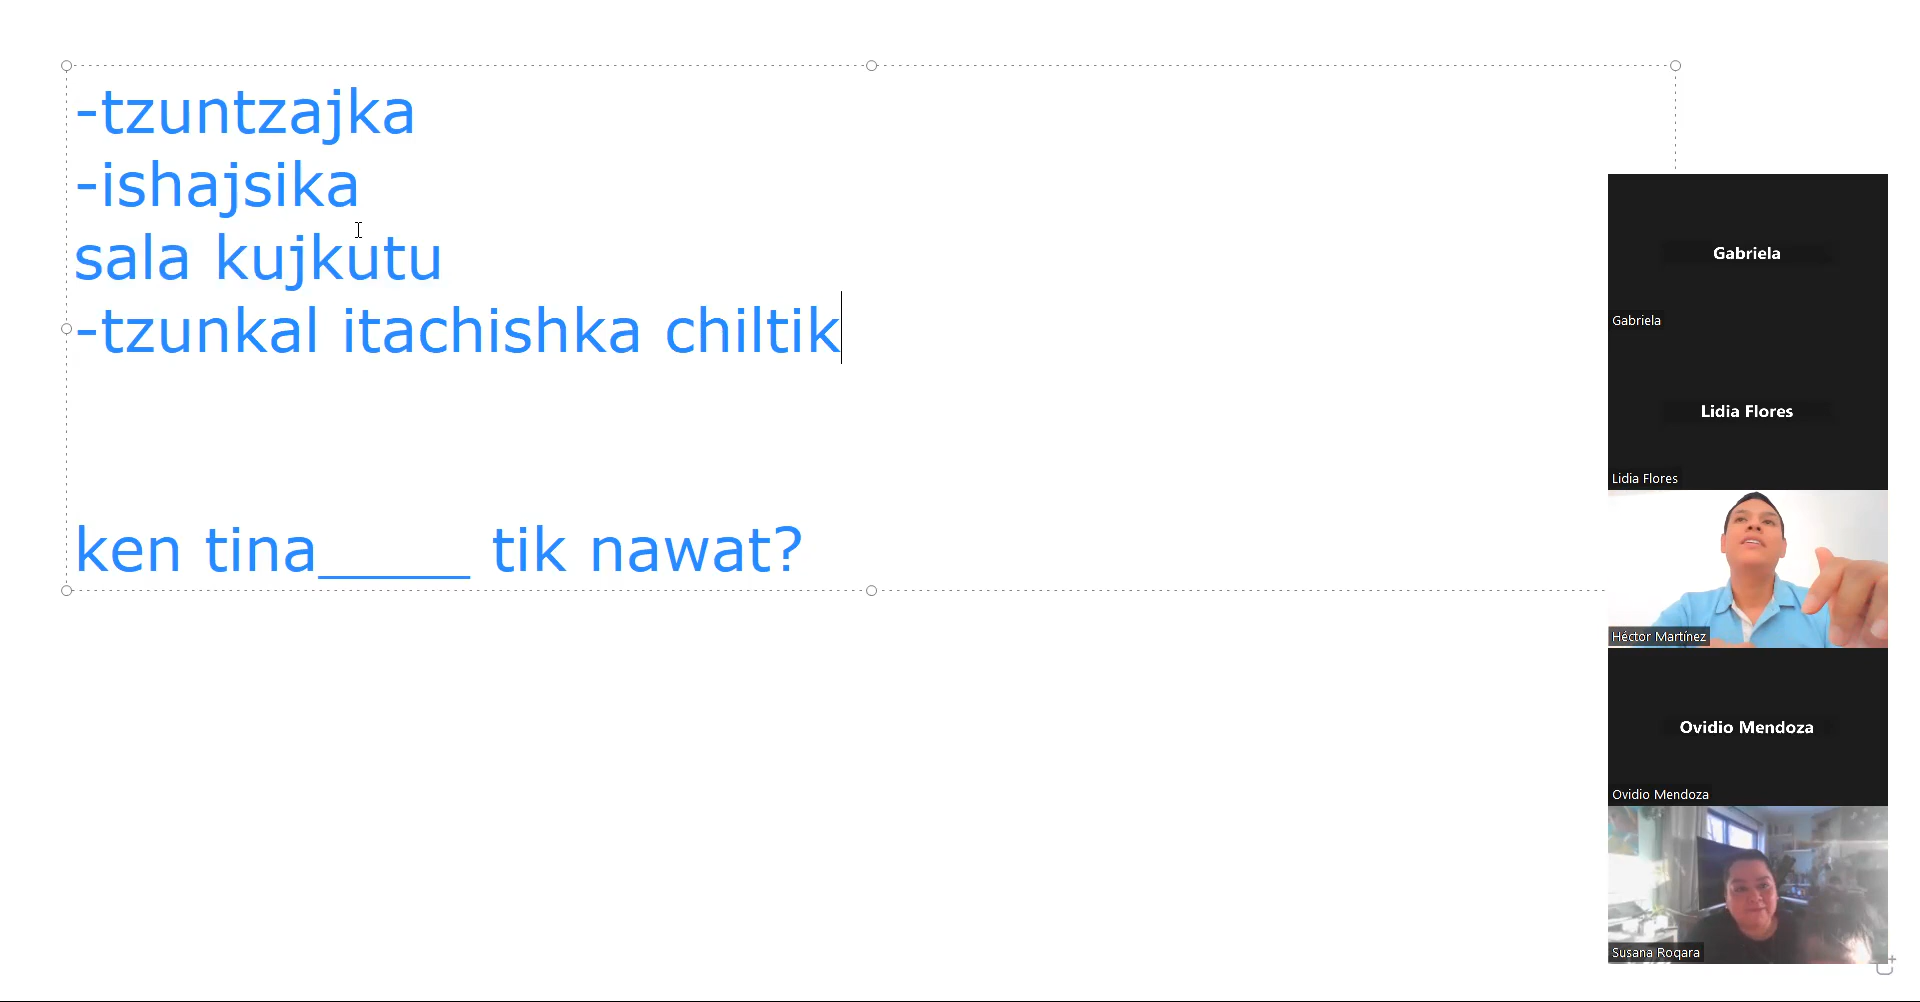 -tzuntzajka
-ishajsika
sala kujkutu
-tzunkal itachishka chiltik
ken tina_____ tik nawat?
Gabriela
Gabriela
Lidia Flores
Lidia Flores
Héctor Martínez
Ovidio Mendoza
Ovidio Mendoza
Susana Roqara